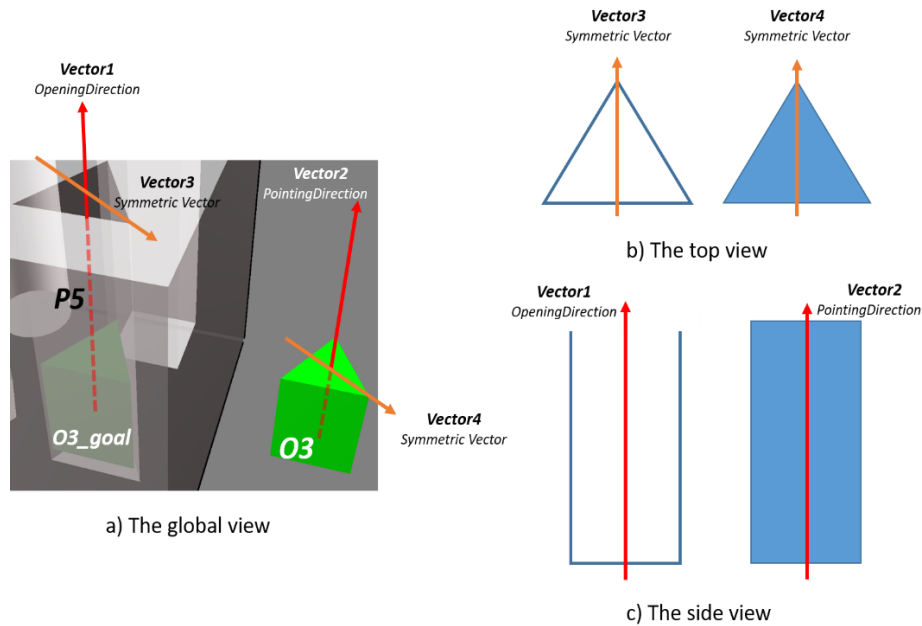 Vector1
OpeningDirection
Vector3
Symmetric Vector
Vector2
PointingDirection
P5
O3_goal
O3
Vector4
Symmetric Vector
a) The global view
Vector3
Symmetric Vector
Vector4
Symmetric Vector
b) The top view
Vector1
OpeningDirection
Vector2
PointingDirection
c) The side view